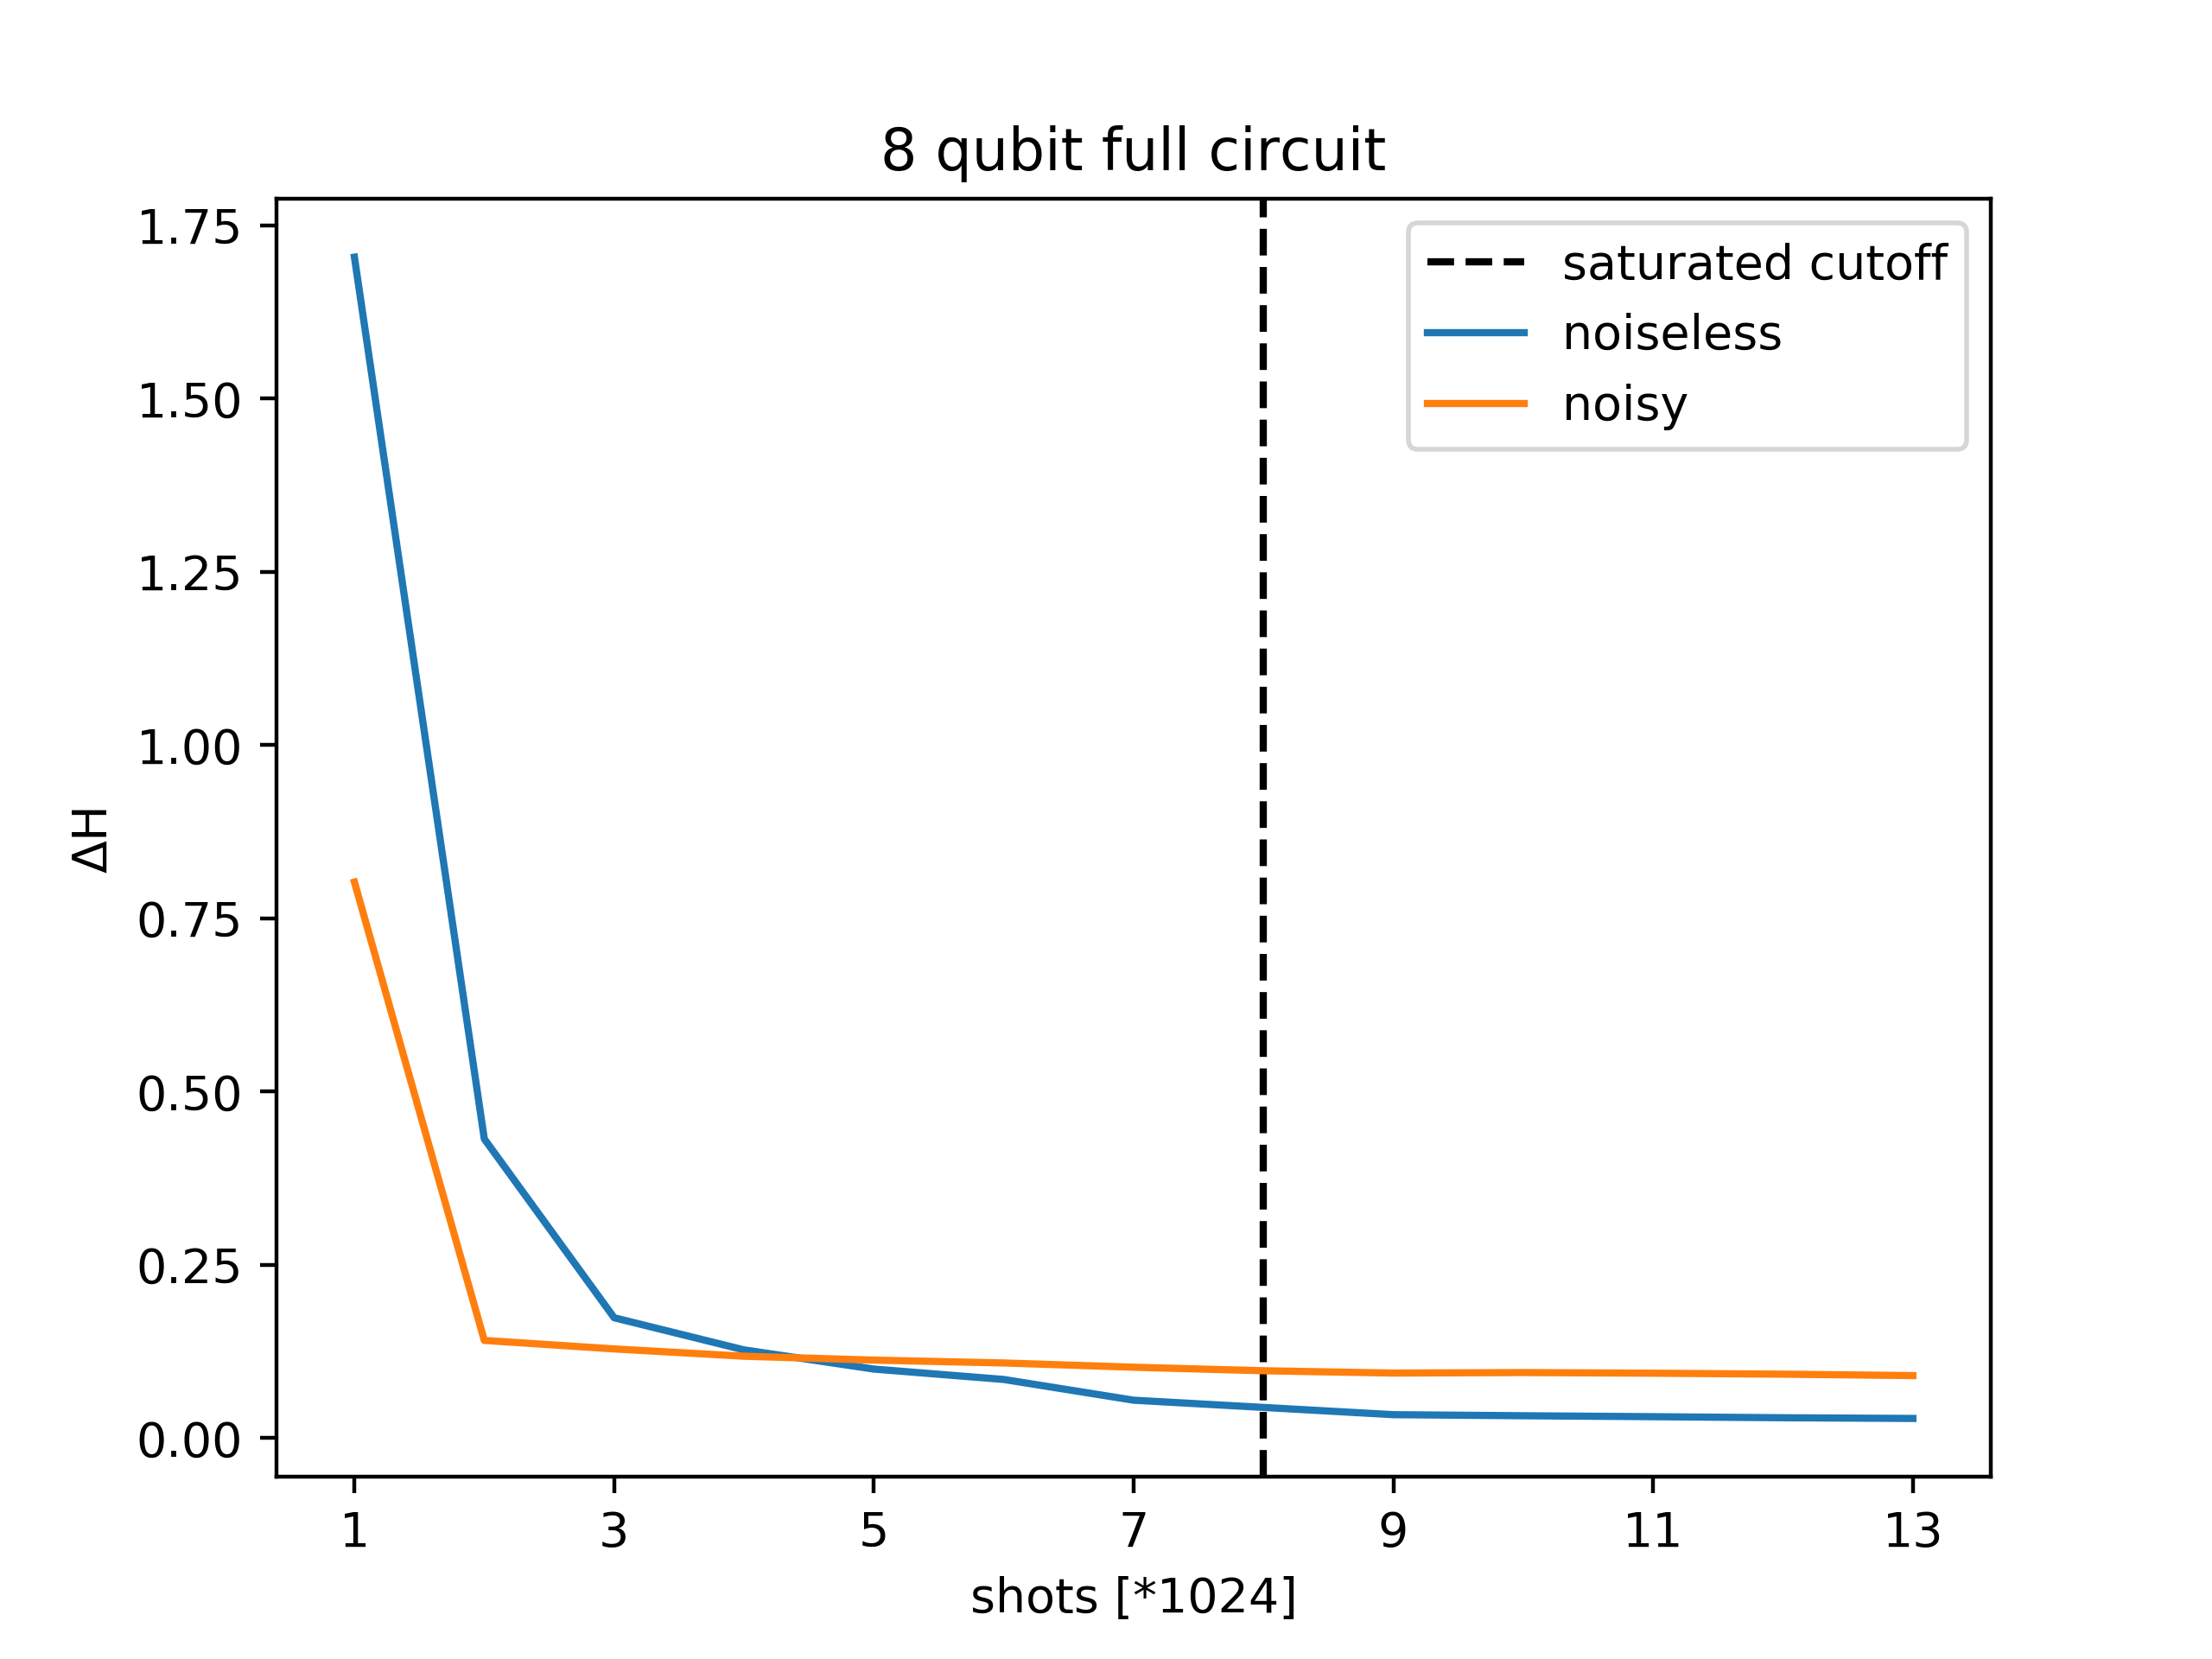 8 qubit full circuit
saturated cutoff
noiseless
noisy
ΔH
1.75
1.50
1.25
1.00
0.75
0.50
0.25
0.00
1 3 5 7 9 11 13
shots [*1024]